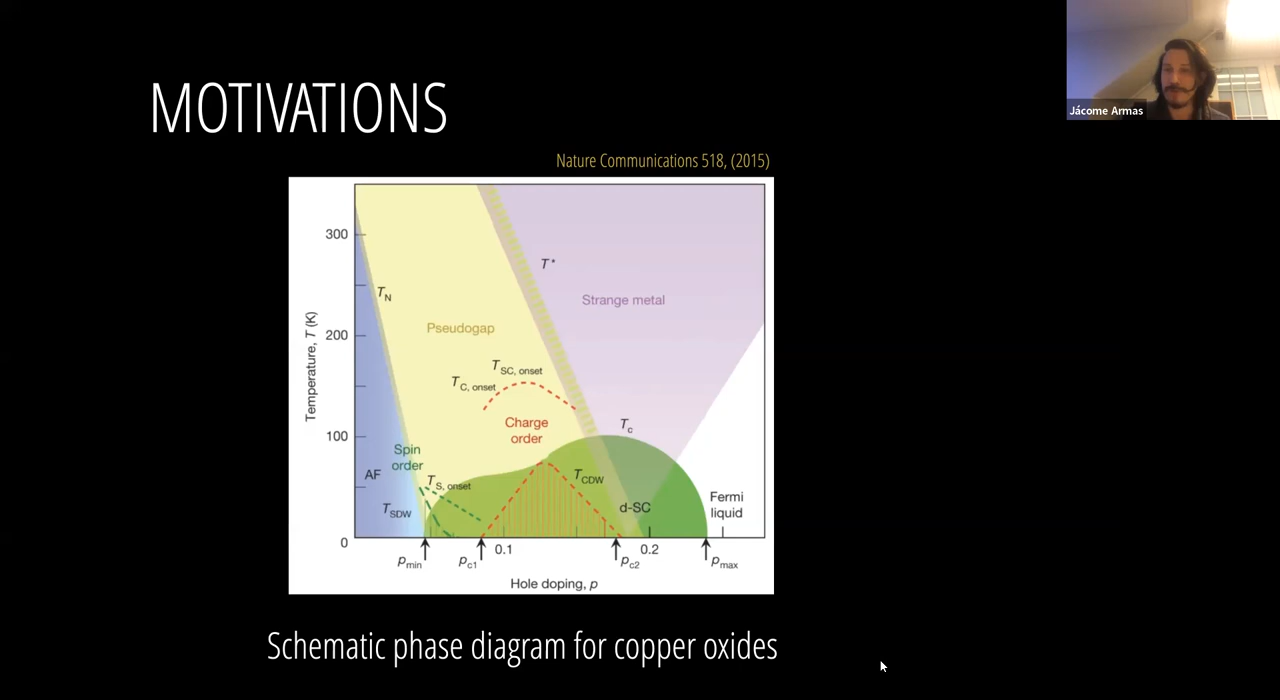 Jácome Armas
MOTIVATIONS
Nature Communications 518, (2015)
300
T*
T_N
Strange metal
Pseudogap
200
Temperature, T (K)
T_SC, onset
T_C, onset
Charge
order
T_c
100
Spin
order
AF
T_S, onset
T_CDW
T_SDW
d-SC
Fermi
liquid
0
0.1
0.2
p_min
p_c1
p_c2
p_max
Hole doping, p
Schematic phase diagram for copper oxides